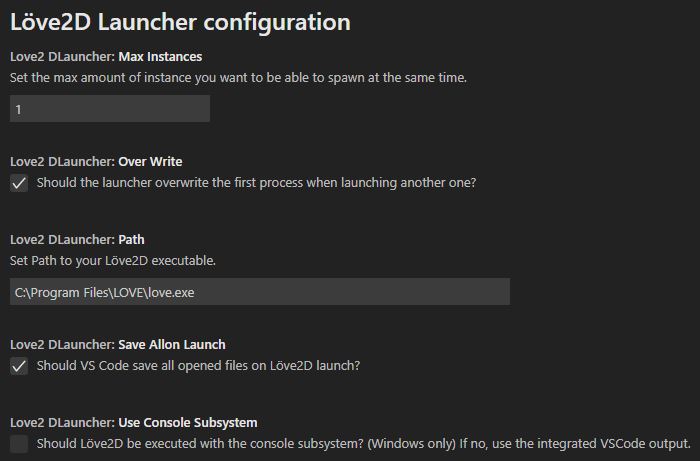 Löve2D Launcher configuration
Love2 DLauncher: Max Instances
Set the max amount of instance you want to be able to spawn at the same time.
1
Love2 DLauncher: Over Write
Should the launcher overwrite the first process when launching another one?
Love2 DLauncher: Path
Set Path to your Löve2D executable.
C:\Program Files\LOVE\love.exe
Love2 DLauncher: Save Allon Launch
Should VS Code save all opened files on Löve2D launch?
Love2 DLauncher: Use Console Subsystem
Should Löve2D be executed with the console subsystem? (Windows only) If no, use the integrated VSCode output.